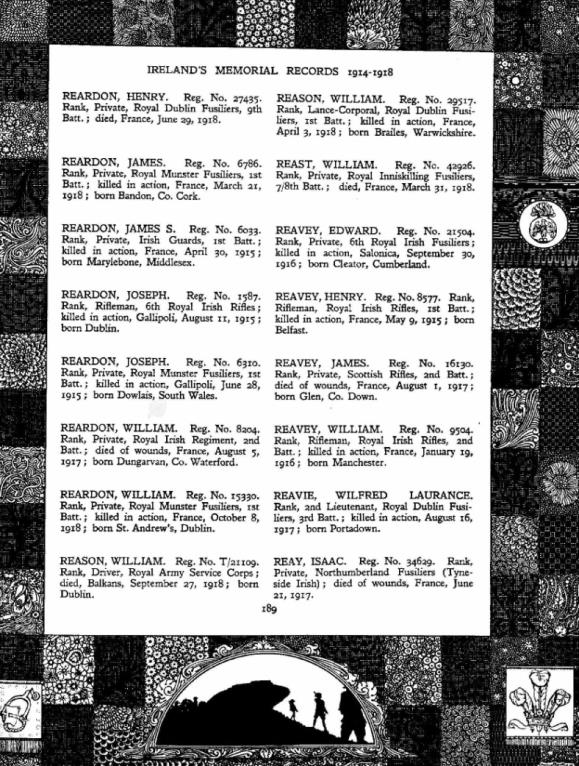 IRELAND'S MEMORIAL RECORDS 1914-1918
REARDON, HENRY. Reg. No. 27435.
Rank, Private, Royal Dublin Fusiliers, 9th
Batt.; died, France, June 29, 1918.
REARDON, JAMES. Reg. No. 6786.
Rank, Private, Royal Munster Fusiliers, 1st
Batt.; killed in action, France, March 21,
1918; born Bandon, Co. Cork.
REARDON, JAMES S. Reg. No. 6033.
Rank, Private, Irish Guards, 1st Batt.;
killed in action, France, April 30, 1915;
born Marylebone, Middlesex.
REARDON, JOSEPH. Reg. No. 1587.
Rank, Rifleman, 6th Royal Irish Rifles;
killed in action, Gallipoli, August 11, 1915;
born Dublin.
REARDON, JOSEPH. Reg. No. 6310.
Rank, Private, Royal Munster Fusiliers, 1st
Batt.; killed in action, Gallipoli, June 28,
1915; born Dowlais, South Wales.
REARDON, WILLIAM. Reg. No. 8204.
Rank, Private, Royal Irish Regiment, 2nd
Batt.; died of wounds, France, August 5,
1917; born Dungarvan, Co. Waterford.
REARDON, WILLIAM. Reg. No. 15330.
Rank, Private, Royal Munster Fusiliers, 1st
Batt.; killed in action, France, October 8,
1918; born St. Andrew's, Dublin.
REASON, WILLIAM. Reg. No. T/21109.
Rank, Driver, Royal Army Service Corps;
died, Balkans, September 27, 1918; born
Dublin.
REASON, WILLIAM. Reg. No. 29517.
Rank, Lance-Corporal, Royal Dublin Fusi-
liers, 1st Batt.; killed in action, France,
April 3, 1918; born Brailes, Warwickshire.
REAST, WILLIAM. Reg. No. 42926.
Rank, Private, Royal Inniskilling Fusiliers,
7/8th Batt.; died, France, March 31, 1918.
REAVEY, EDWARD. Reg. No. 21504.
Rank, Private, 6th Royal Irish Fusiliers;
killed in action, Salonica, September 30,
1916; born Cleator, Cumberland.
REAVEY, HENRY. Reg. No. 8577. Rank,
Rifleman, Royal Irish Rifles, 1st Batt.;
killed in action, France, May 9, 1915; born
Belfast.
REAVEY, JAMES. Reg. No. 16130.
Rank, Private, Scottish Rifles, 2nd Batt.;
died of wounds, France, August 1, 1917;
born Glen, Co. Down.
REAVEY, WILLIAM. Reg. No. 9504.
Rank, Rifleman, Royal Irish Rifles, 2nd
Batt.; killed in action, France, January 19,
1916; born Manchester.
REAVIE, WILFRED LAURANCE.
Rank, 2nd Lieutenant, Royal Dublin Fusi-
liers, 3rd Batt.; killed in action, August 16,
1917; born Portadown.
REAY, ISAAC. Reg. No. 34629. Rank,
Private, Northumberland Fusiliers (Tyne-
side Irish); died of wounds, France, June
21, 1917.
189